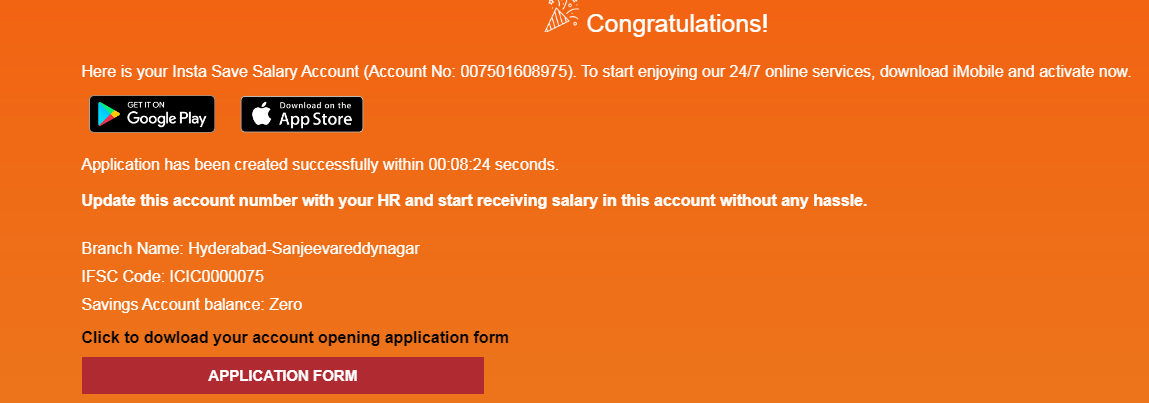 Congratulations!
Here is your Insta Save Salary Account (Account No: 007501608975). To start enjoying our 24/7 online services, download iMobile and activate now.
GET IT ON
Google Play
Download on the
App Store
Application has been created successfully within 00:08:24 seconds.
Update this account number with your HR and start receiving salary in this account without any hassle.
Branch Name: Hyderabad-Sanjeevareddynagar
IFSC Code: ICIC0000075
Savings Account balance: Zero
Click to dowload your account opening application form
APPLICATION FORM